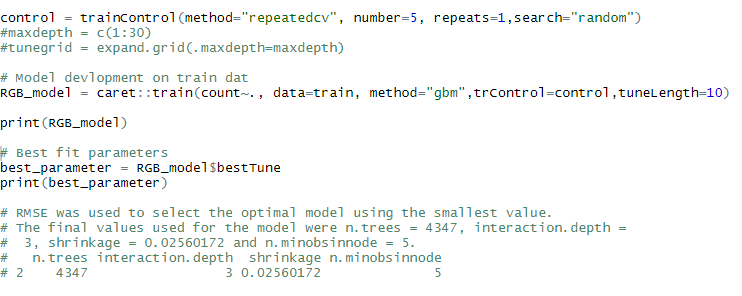 control = trainControl(method="repeatedcv", number=5, repeats=1,search="random")
#maxdepth = c(1:30)
#tunegrid = expand.grid(.maxdepth=maxdepth)
# Model devlopment on train dat
RGB_model = caret::train(count~., data=train, method="gbm",trControl=control,tuneLength=10)
print(RGB_model)
# Best fit parameters
best_parameter = RGB_model$bestTune
print(best_parameter)
# RMSE was used to select the optimal model using the smallest value.
# The final values used for the model were n.trees = 4347, interaction.depth =
#  3, shrinkage = 0.02560172 and n.minobsinnode = 5.
#   n.trees interaction.depth  shrinkage n.minobsinnode
# 2    4347                 3 0.02560172              5